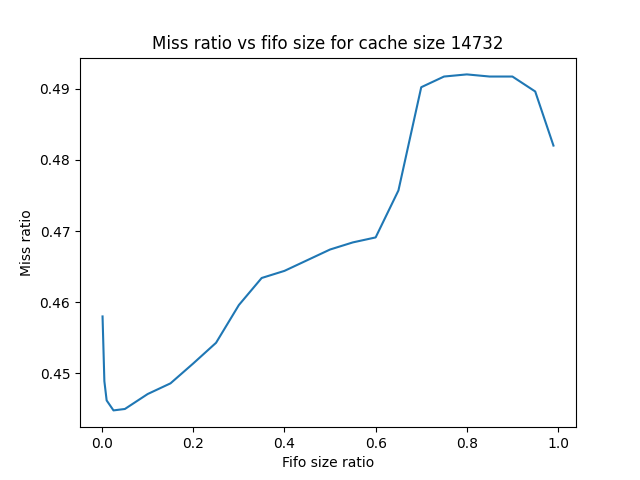 Miss ratio vs fifo size for cache size 14732
Miss ratio
0.49
0.48
0.47
0.46
0.45
0.0 0.2 0.4 0.6 0.8 1.0
Fifo size ratio